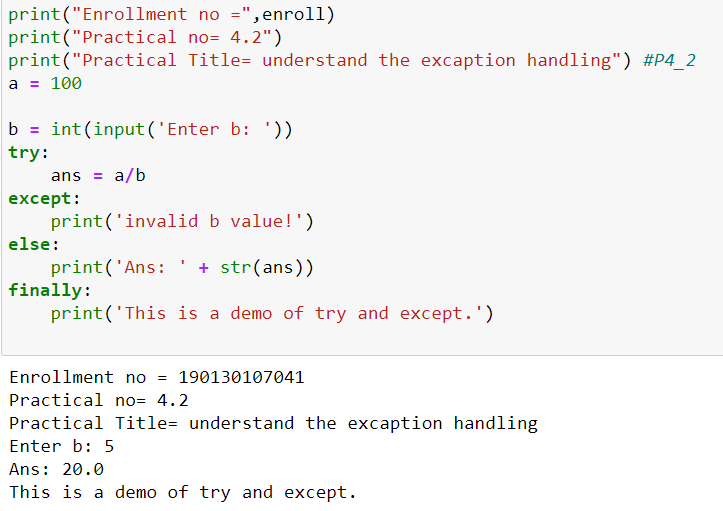 print("Enrollment no =",enroll)
print("Practical no= 4.2")
print("Practical Title= understand the excaption handling") #P4_2
a = 100

b = int(input('Enter b: '))
try:
    ans = a/b
except:
    print('invalid b value!')
else:
    print('Ans: ' + str(ans))
finally:
    print('This is a demo of try and except.')

Enrollment no = 190130107041
Practical no= 4.2
Practical Title= understand the excaption handling
Enter b: 5
Ans: 20.0
This is a demo of try and except.